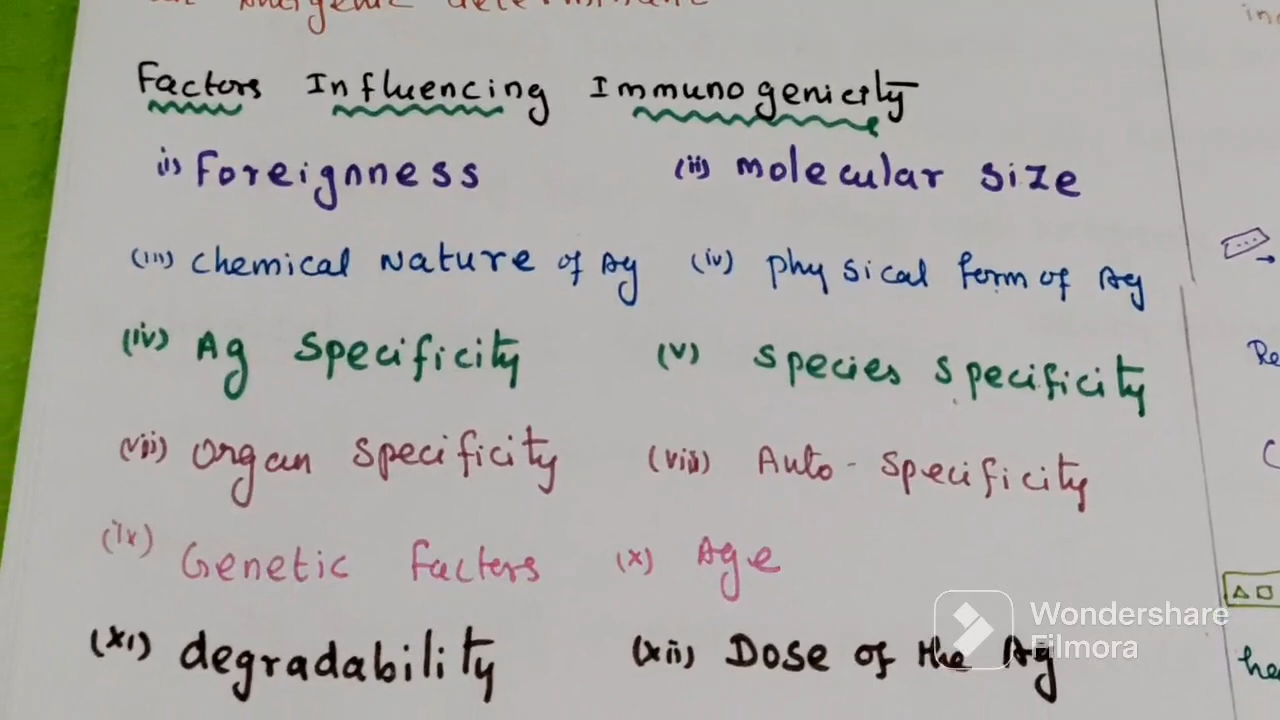 Factors Influencing Immunogenicity
i) Foreignness (ii) molecular size
(iii) chemical Nature of Ag (iv) physical form of Ag
(iv) Ag specificity (v) species specificity
(vii) organ specificity (viii) Auto-specificity
(ix) Genetic factors (x) Age
(xi) degradability (xii) Dose of the Ag
Wondershare
Filmora